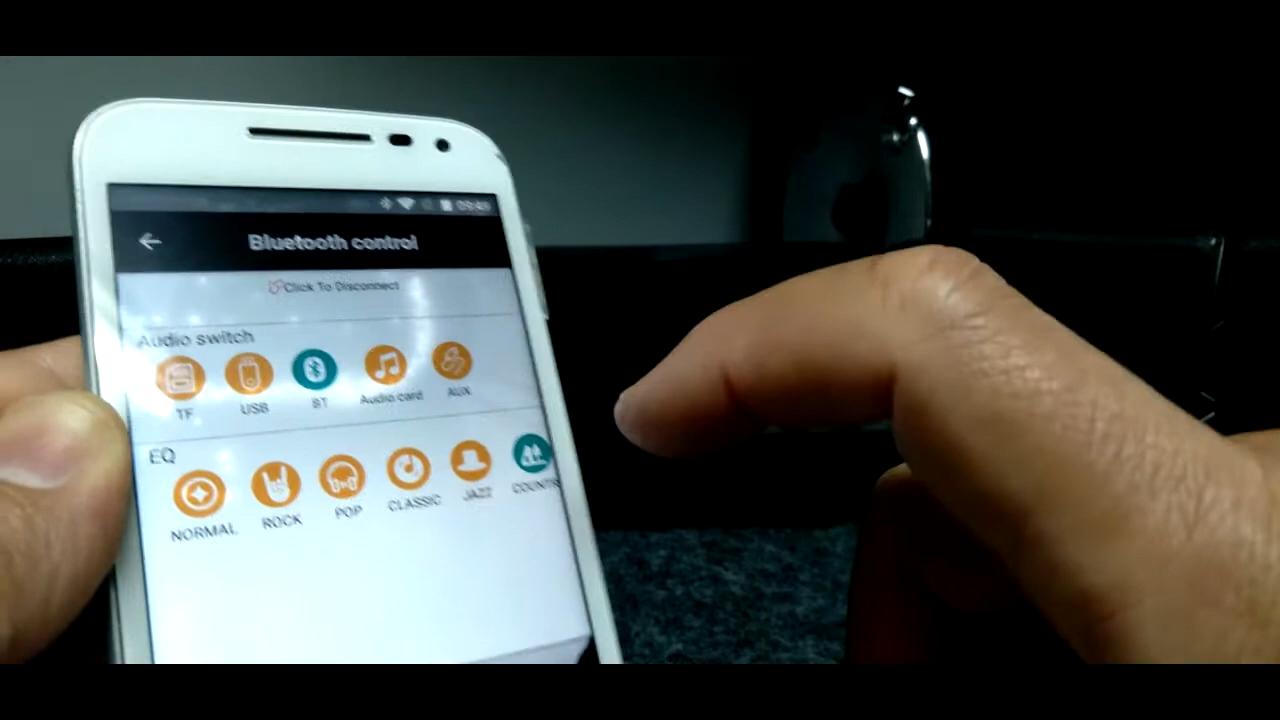 Bluetooth control
Click To Disconnect
Audio switch
TF USB BT Audio card AUX
EQ
NORMAL ROCK POP CLASSIC JAZZ